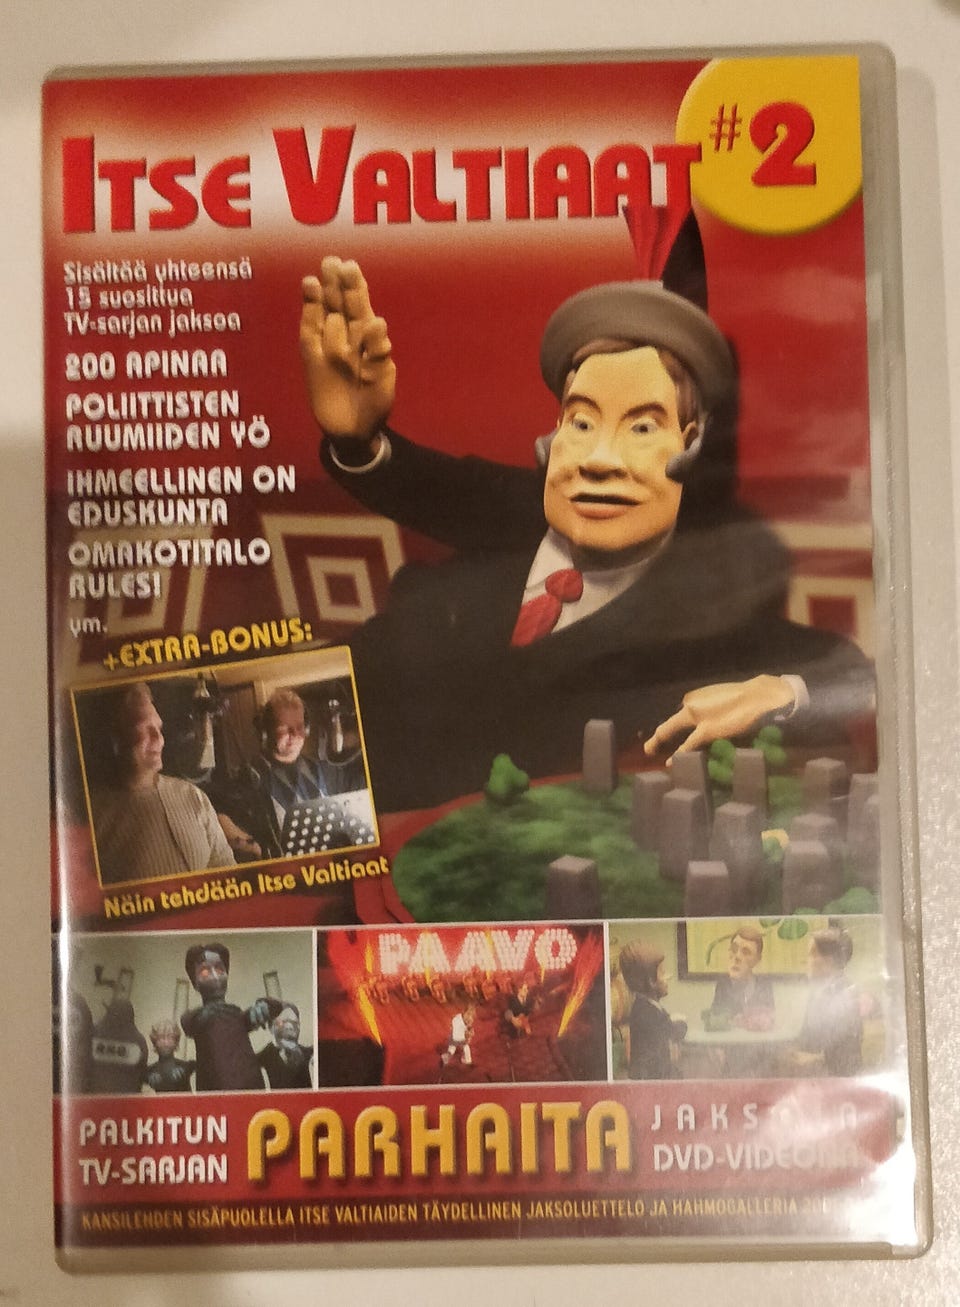 ITSE VALTIAAT
#2
Sisältää yhteensä
15 suosittua
TV-sarjan jaksoa
200 APINAA
POLIITTISTEN
RUUMIIDEN YÖ
IHMEELLINEN ON
EDUSKUNTA
OMAKOTITALO
RULES!
ym.
+EXTRA-BONUS:
Näin tehdään Itse Valtiaat
PAAVO
PALKITUN
TV-SARJAN
PARHAITA
JAKSOJA
DVD-VIDEONA
KANSILEHDEN SISÄPUOLELLA ITSE VALTIAIDEN TÄYDELLINEN JAKSOLUETTELO JA HAHMOGALLERIA